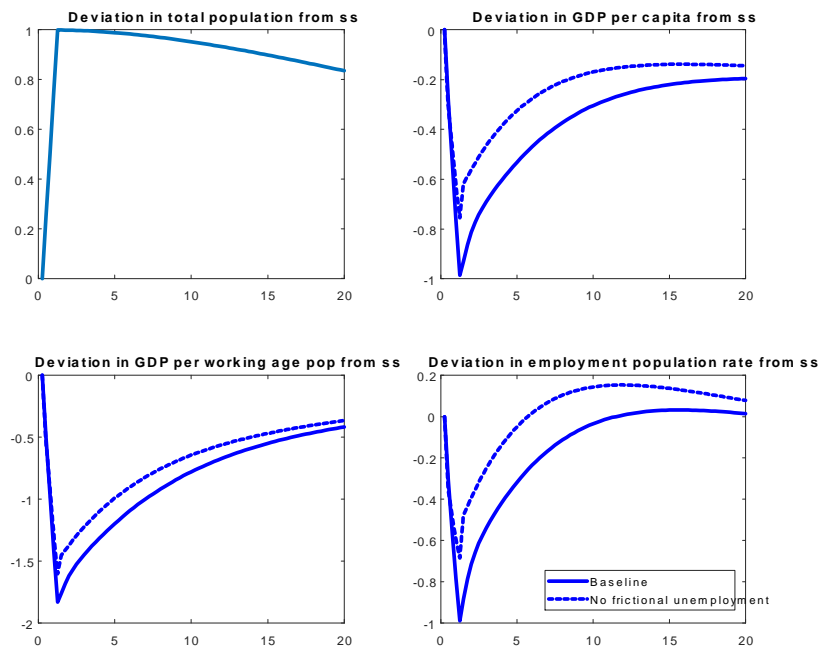 Deviation in total population from ss
1
0.8
0.6
0.4
0.2
0
0 5 10 15 20
Deviation in GDP per capita from ss
0
-0.2
-0.4
-0.6
-0.8
-1
0 5 10 15 20
Deviation in GDP per working age pop from ss
0
-0.5
-1
-1.5
-2
0 5 10 15 20
Deviation in employment population rate from ss
0.2
0
-0.2
-0.4
-0.6
-0.8
-1
0 5 10 15 20
Baseline
No frictional unemployment